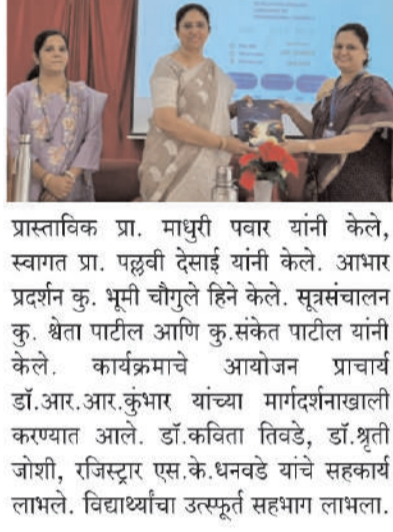 प्रास्ताविक प्रा. माधुरी पवार यांनी केले,
स्वागत प्रा. पल्लवी देसाई यांनी केले. आभार
प्रदर्शन कु. भूमी चौगुले हिने केले. सूत्रसंचालन
कु. श्वेता पाटील आणि कु.संकेत पाटील यांनी
केले. कार्यक्रमाचे आयोजन प्राचार्य
डॉ.आर.आर.कुंभार यांच्या मार्गदर्शनाखाली
करण्यात आले. डॉ.कविता तिवडे, डॉ.श्रृती
जोशी, रजिस्ट्रार एस.के.धनवडे यांचे सहकार्य
लाभले. विद्यार्थ्यांचा उत्स्फूर्त सहभाग लाभला.